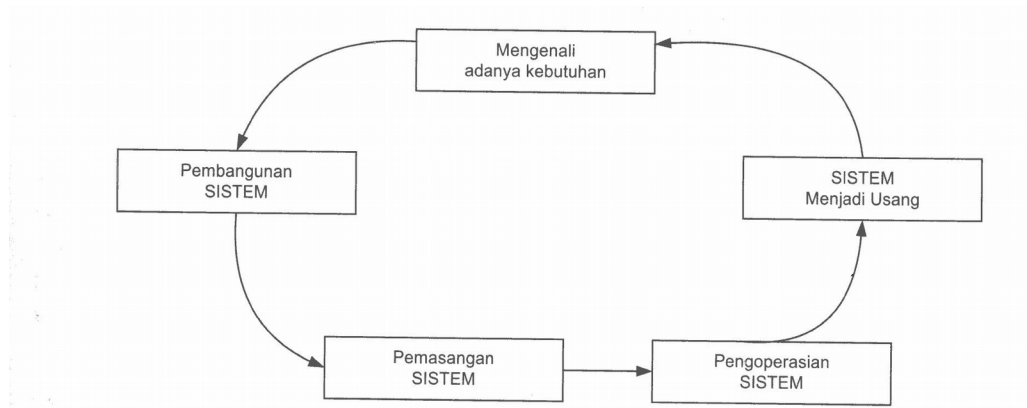 Mengenali
adanya kebutuhan
Pembangunan
SISTEM
SISTEM
Menjadi Usang
Pemasangan
SISTEM
Pengoperasian
SISTEM